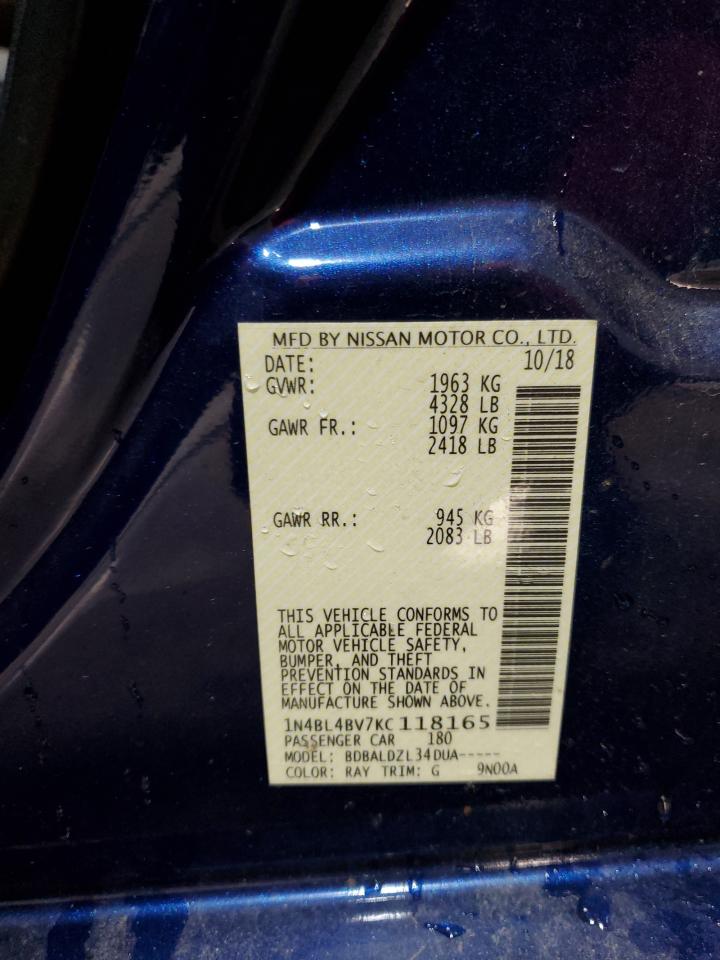 MFD BY NISSAN MOTOR CO., LTD.
DATE: 10/18
GVWR: 1963 KG
4328 LB
GAWR FR.: 1097 KG
2418 LB
GAWR RR.: 945 KG
2083 LB
THIS VEHICLE CONFORMS TO
ALL APPLICABLE FEDERAL
MOTOR VEHICLE SAFETY,
BUMPER, AND THEFT
PREVENTION STANDARDS IN
EFFECT ON THE DATE OF
MANUFACTURE SHOWN ABOVE.
1N4BL4BV7KC118165
PASSENGER CAR 180
MODEL: BDBALDZL34DUA-----
COLOR: RAY TRIM: G 9N00A